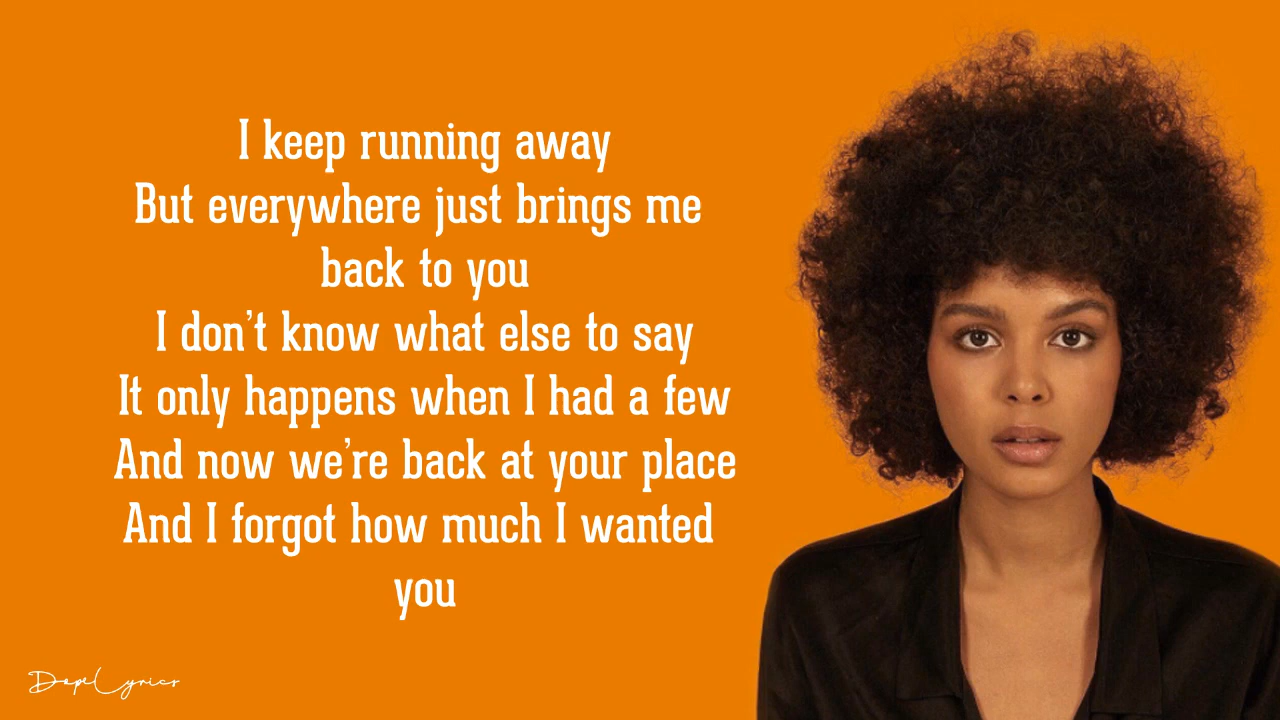 I keep running away
But everywhere just brings me
back to you
I don't know what else to say
It only happens when I had a few
And now we're back at your place
And I forgot how much I wanted
you
DopeLyrics